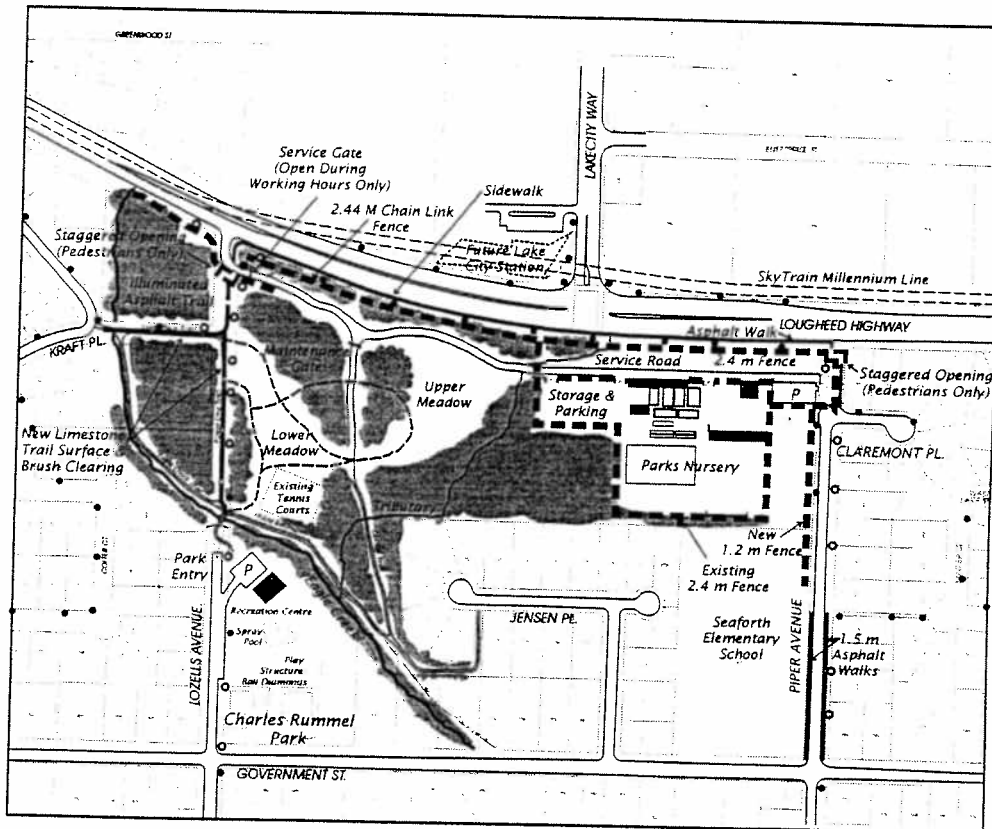 GREENWOOD ST
LAKE CITY WAY
Service Gate
(Open During
Working Hours Only)
Sidewalk
2.44 M Chain Link
Fence
Staggered Opening
(Pedestrians Only)
Future Lake
City Station
SkyTrain Millennium Line
Illuminated
Asphalt Trail
Asphalt Walk
LOUGHEED HIGHWAY
KRAFT PL.
Maintenance
Gate
Service Road
2.4 m Fence
Staggered Opening
(Pedestrians Only)
Upper
Meadow
Storage &
Parking
P
Lower
Meadow
New Limestone
Trail Surface
Brush Clearing
CLAREMONT PL.
Parks Nursery
Existing
Tennis
Courts
Tributary
New
1.2 m Fence
Existing
2.4 m Fence
Park
Entry
P
Recreation Centre
JENSEN PL.
Seaforth
Elementary
School
Spray
Pool
LOZELLS AVENUE
PIPER AVENUE
1.5 m
Asphalt
Walks
Play
Structure
Ball Diamonds
Charles Rummel
Park
GOVERNMENT ST.